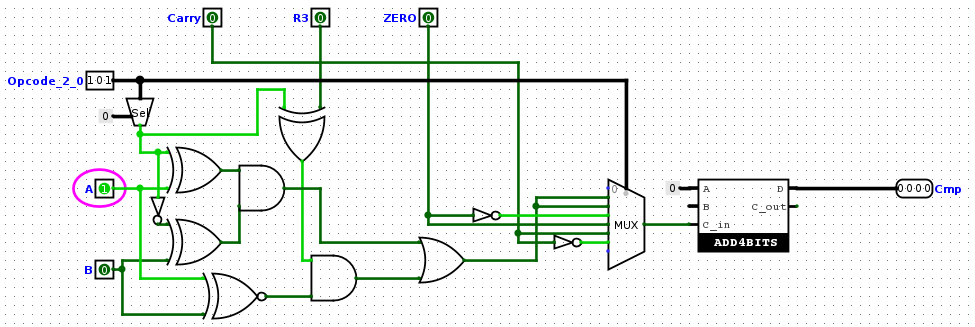 Carry 0 R3 0 ZERO 0
Opcode_2_0 1 0 1
Sel
0
A 1
B 0
0
MUX
0 A D
B C_out
C_in
ADD4BITS
0 0 0 0 Cmp